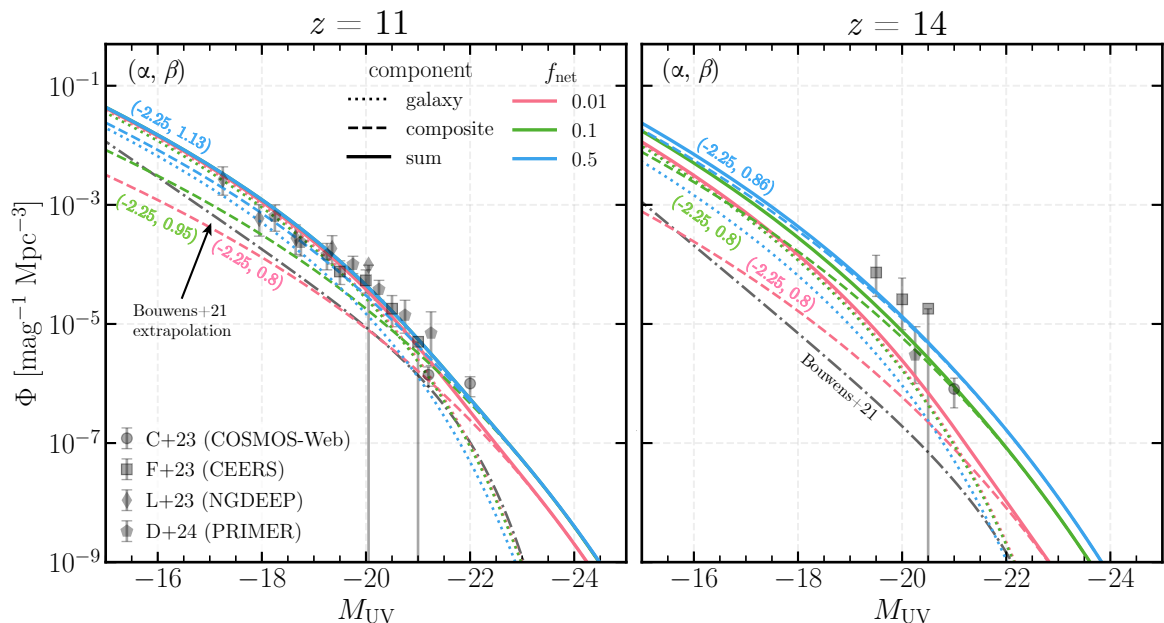 z = 11
z = 14
(α, β)
component
galaxy
composite
sum
f_net
0.01
0.1
0.5
(-2.25, 1.13)
(-2.25, 0.95)
(-2.25, 0.8)
Bouwens+21
extrapolation
C+23 (COSMOS-Web)
F+23 (CEERS)
L+23 (NGDEEP)
D+24 (PRIMER)
(α, β)
(-2.25, 0.86)
(-2.25, 0.8)
(-2.25, 0.8)
Bouwens+21
Φ [mag⁻¹ Mpc⁻³]
10⁻¹
10⁻³
10⁻⁵
10⁻⁷
10⁻⁹
−16 −18 −20 −22 −24
−16 −18 −20 −22 −24
M_UV
M_UV